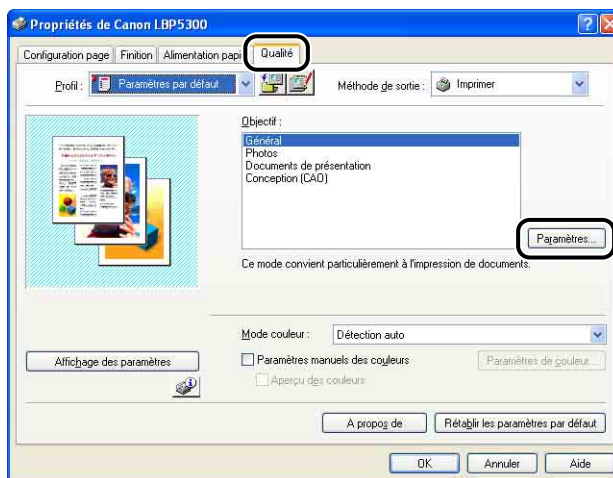 Propriétés de Canon LBP5300
Configuration page Finition Alimentation papi Qualité
Profil : Paramètres par défaut Méthode de sortie : Imprimer
Objectif :
Général
Photos
Documents de présentation
Conception (CAO)
Paramètres...
Ce mode convient particulièrement à l'impression de documents.
Mode couleur : Détection auto
Affichage des paramètres
Paramètres manuels des couleurs Paramètres de couleur...
Aperçu des couleurs
A propos de Rétablir les paramètres par défaut
OK Annuler Aide